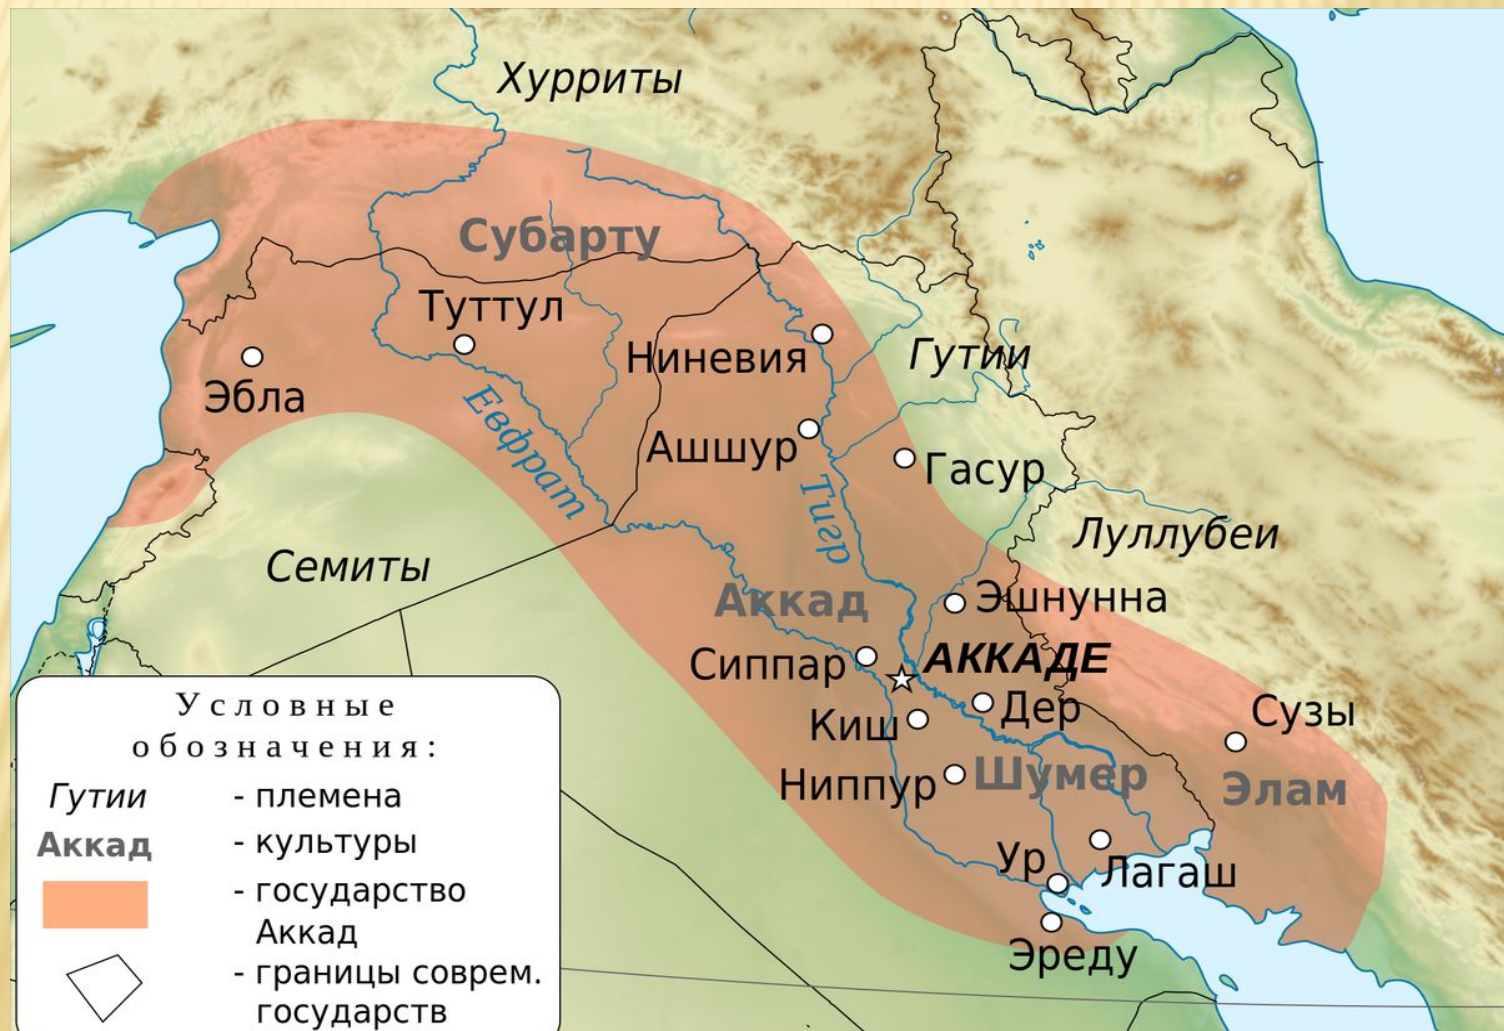 Хурриты
Субарту
Туттул
Ниневия
Гутии
Эбла
Евфрат
Ашшур
Гасур
Тигр
Луллубеи
Семиты
Аккад
Эшнунна
Сиппар
АККАДЕ
Киш
Дер
Сузы
Ниппур
Шумер
Элам
Ур
Лагаш
Эреду
Условные
обозначения:
Гутии - племена
Аккад - культуры
- государство
Аккад
- границы соврем.
государств